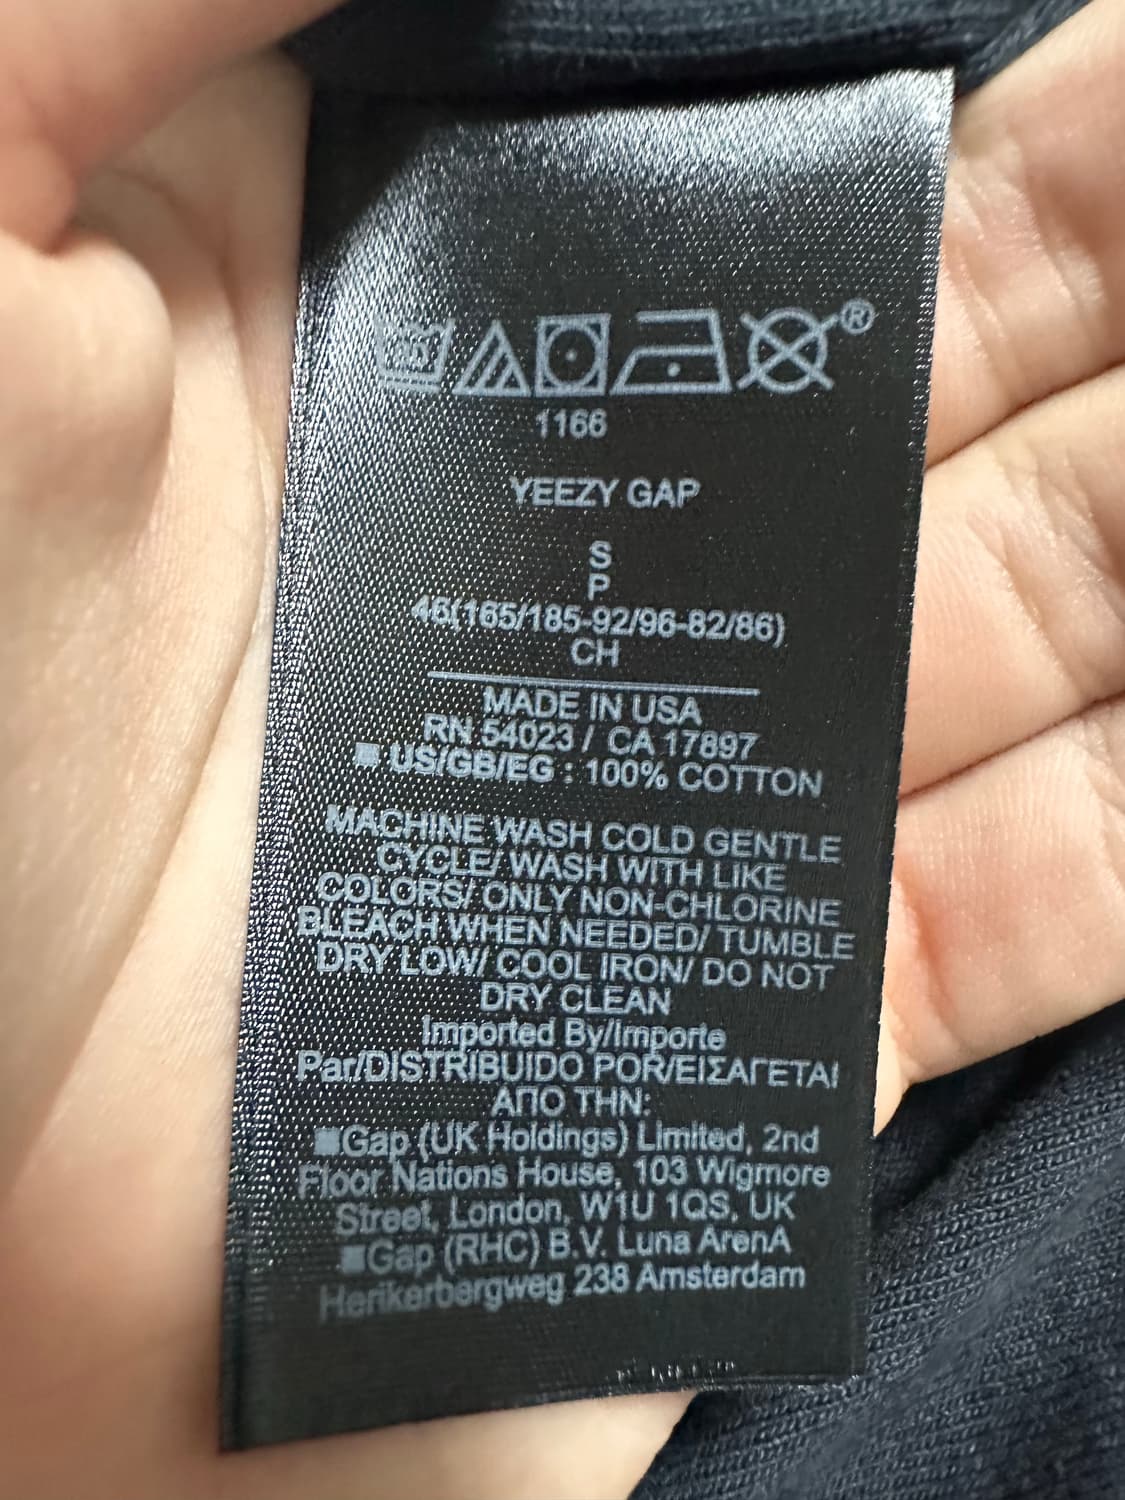 30
®
1166
YEEZY GAP
S
P
46(165/185-92/96-82/86)
CH
MADE IN USA
RN 54023 / CA 17897
US/GB/EG : 100% COTTON
MACHINE WASH COLD GENTLE
CYCLE/ WASH WITH LIKE
COLORS/ ONLY NON-CHLORINE
BLEACH WHEN NEEDED/ TUMBLE
DRY LOW/ COOL IRON/ DO NOT
DRY CLEAN
Imported By/Importe
Par/DISTRIBUIDO POR/ΕΙΣΑΓΕΤΑΙ
ΑΠΟ ΤΗΝ:
Gap (UK Holdings) Limited, 2nd
Floor Nations House, 103 Wigmore
Street, London, W1U 1QS, UK
Gap (RHC) B.V. Luna ArenA
Herikerbergweg 238 Amsterdam